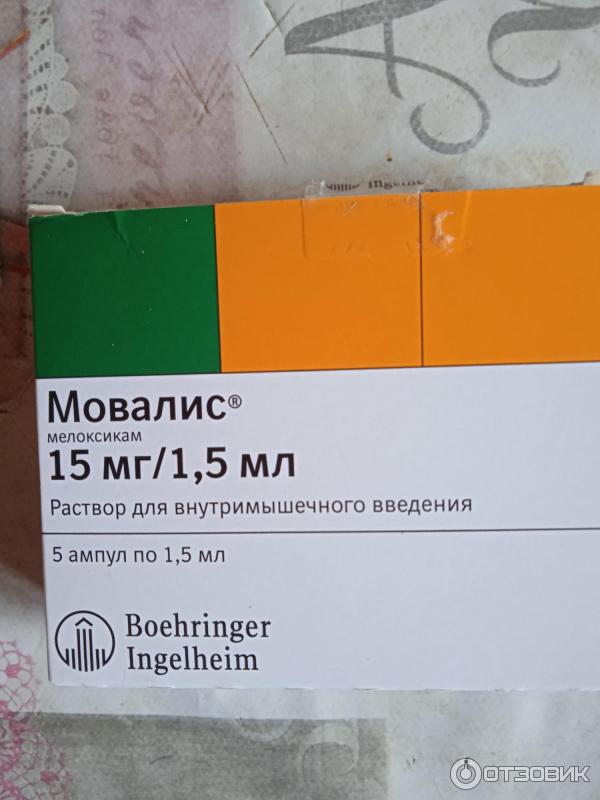 ingelhe
Мовалис®
мелоксикам
15 мг/1,5 мл
Раствор для внутримышечного введения
5 ампул по 1,5 мл
Boehringer
Ingelheim
ОТЗОВИК